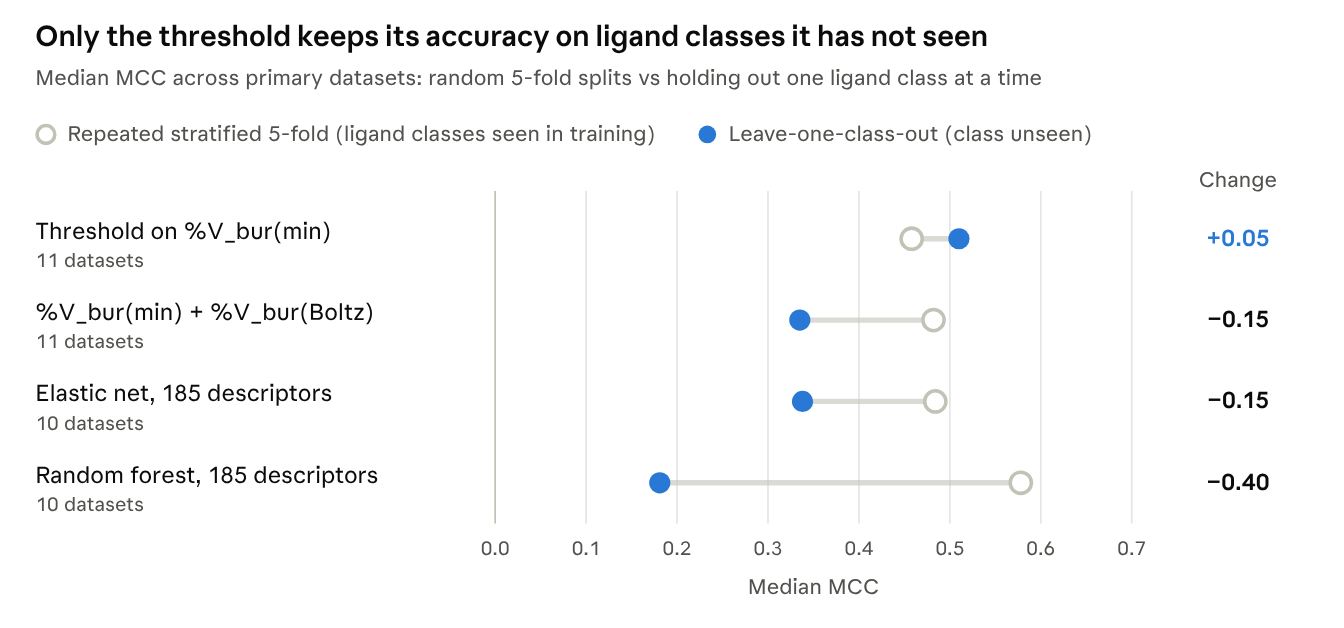 Only the threshold keeps its accuracy on ligand classes it has not seen
Median MCC across primary datasets: random 5-fold splits vs holding out one ligand class at a time
Repeated stratified 5-fold (ligand classes seen in training)
Leave-one-class-out (class unseen)
Change
Threshold on %V_bur(min)
11 datasets
+0.05
%V_bur(min) + %V_bur(Boltz)
11 datasets
−0.15
Elastic net, 185 descriptors
10 datasets
−0.15
Random forest, 185 descriptors
10 datasets
−0.40
0.0 0.1 0.2 0.3 0.4 0.5 0.6 0.7
Median MCC